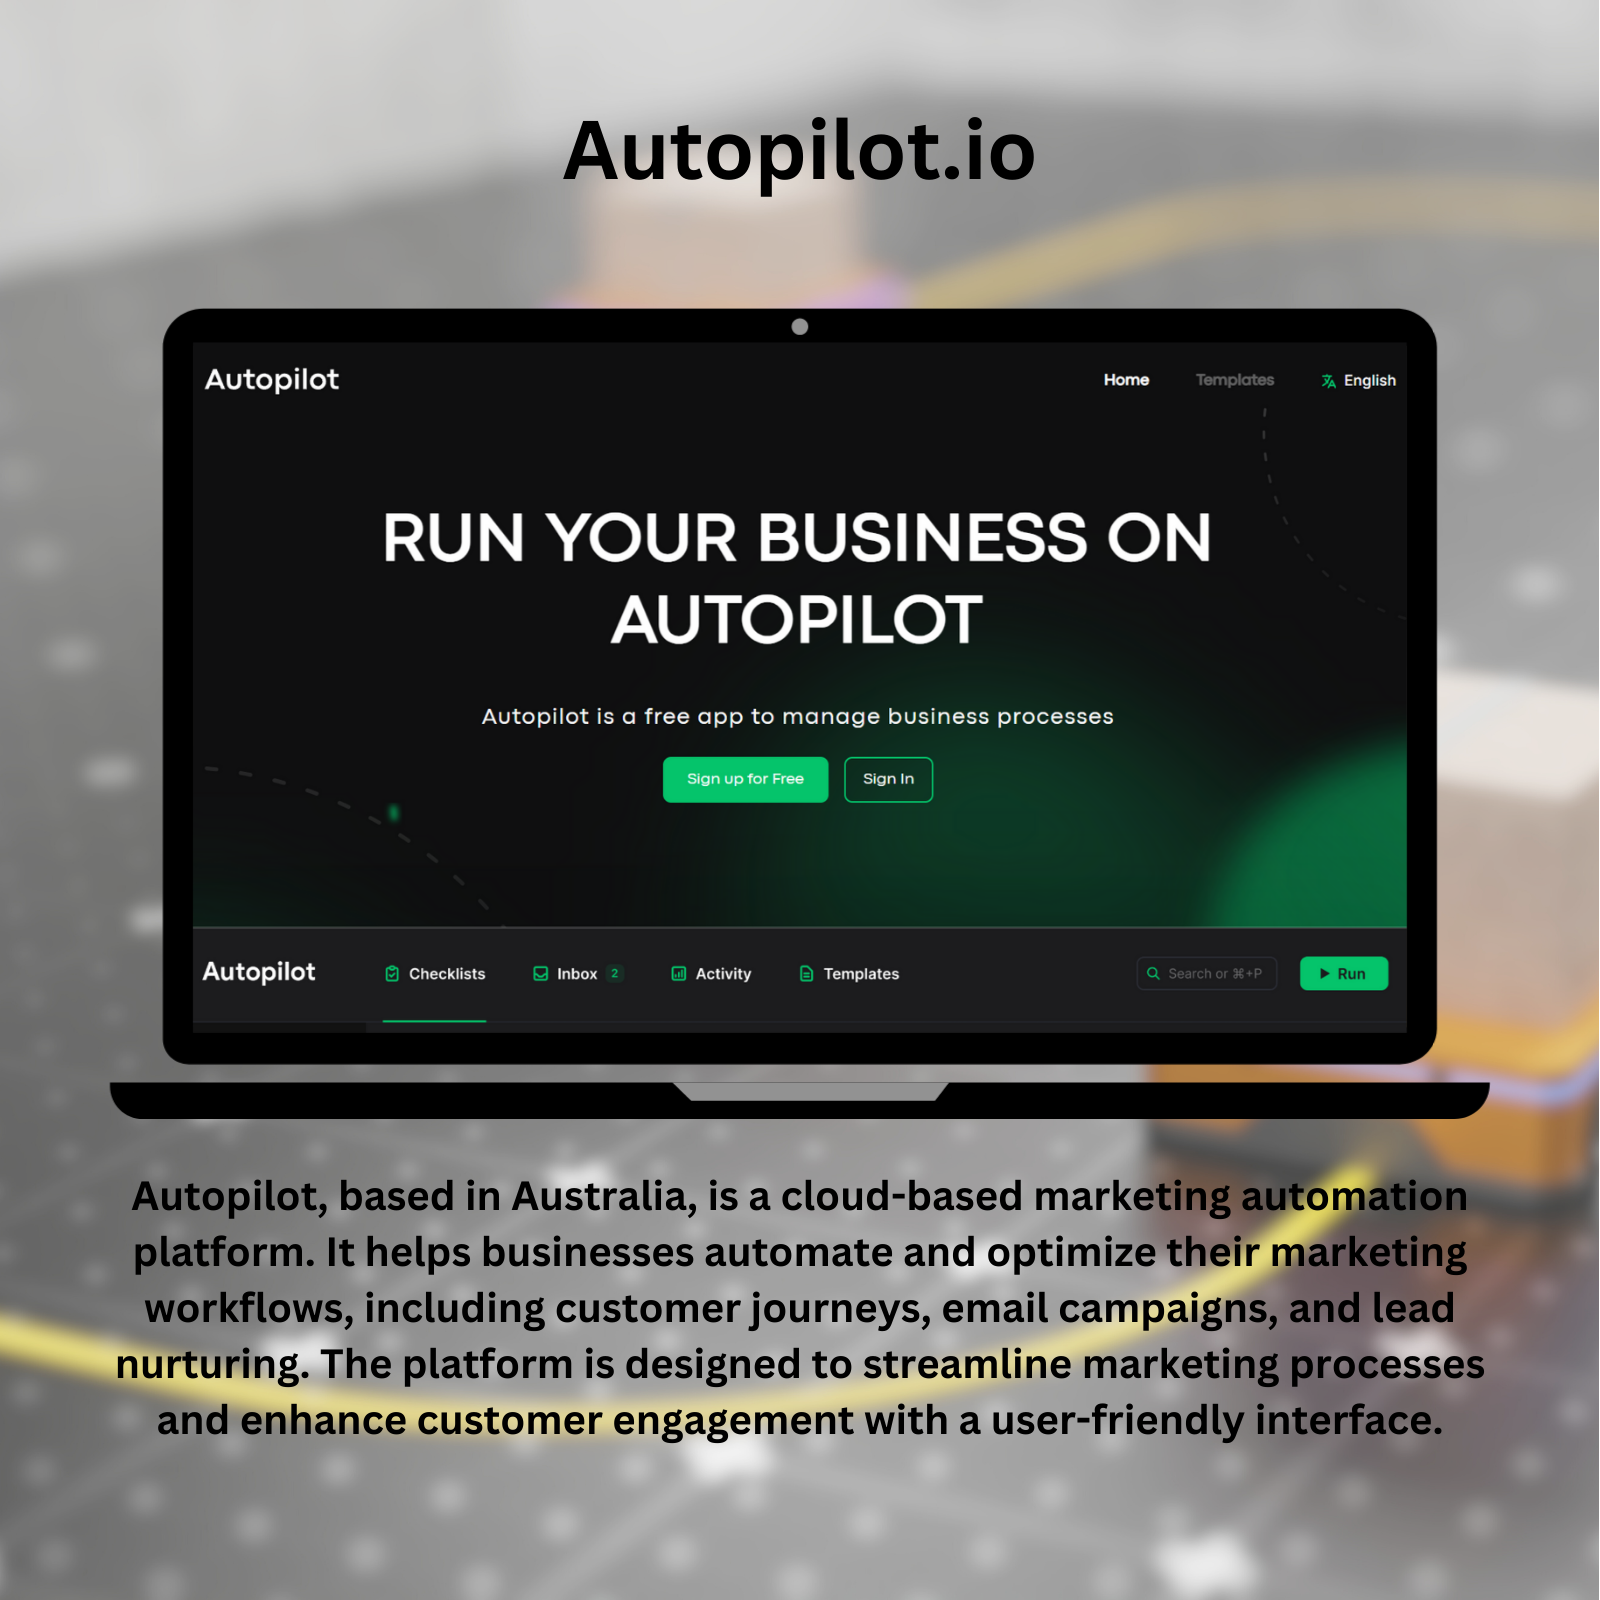 Autopilot.io
Autopilot
Home
Templates
English
RUN YOUR BUSINESS ON
AUTOPILOT
Autopilot is a free app to manage business processes
Sign up for Free
Sign In
Autopilot
Checklists
Inbox 2
Activity
Templates
Search or ⌘+P
Run
Autopilot, based in Australia, is a cloud-based marketing automation
platform. It helps businesses automate and optimize their marketing
workflows, including customer journeys, email campaigns, and lead
nurturing. The platform is designed to streamline marketing processes
and enhance customer engagement with a user-friendly interface.